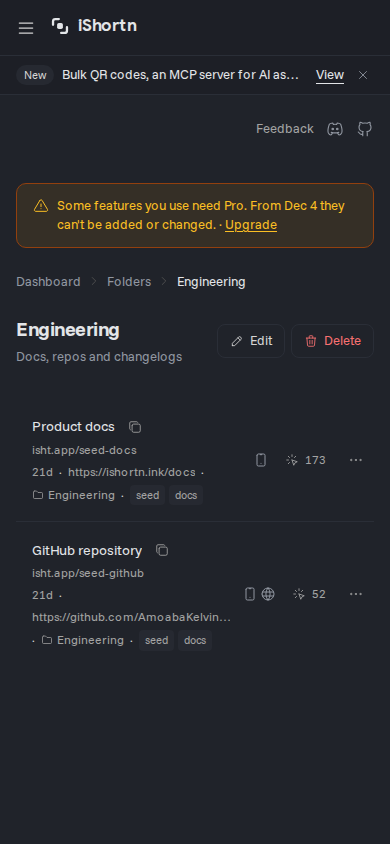 IShortn
New Bulk QR codes, an MCP server for AI as... View
Feedback
Some features you use need Pro. From Dec 4 they
can't be added or changed. · Upgrade
Dashboard Folders Engineering
Engineering
Docs, repos and changelogs
Edit
Delete
Product docs
isht.app/seed-docs
21d · https://ishortn.ink/docs ·
Engineering · seed docs
173
GitHub repository
isht.app/seed-github
21d ·
https://github.com/AmoabaKelvin...
· Engineering · seed docs
52